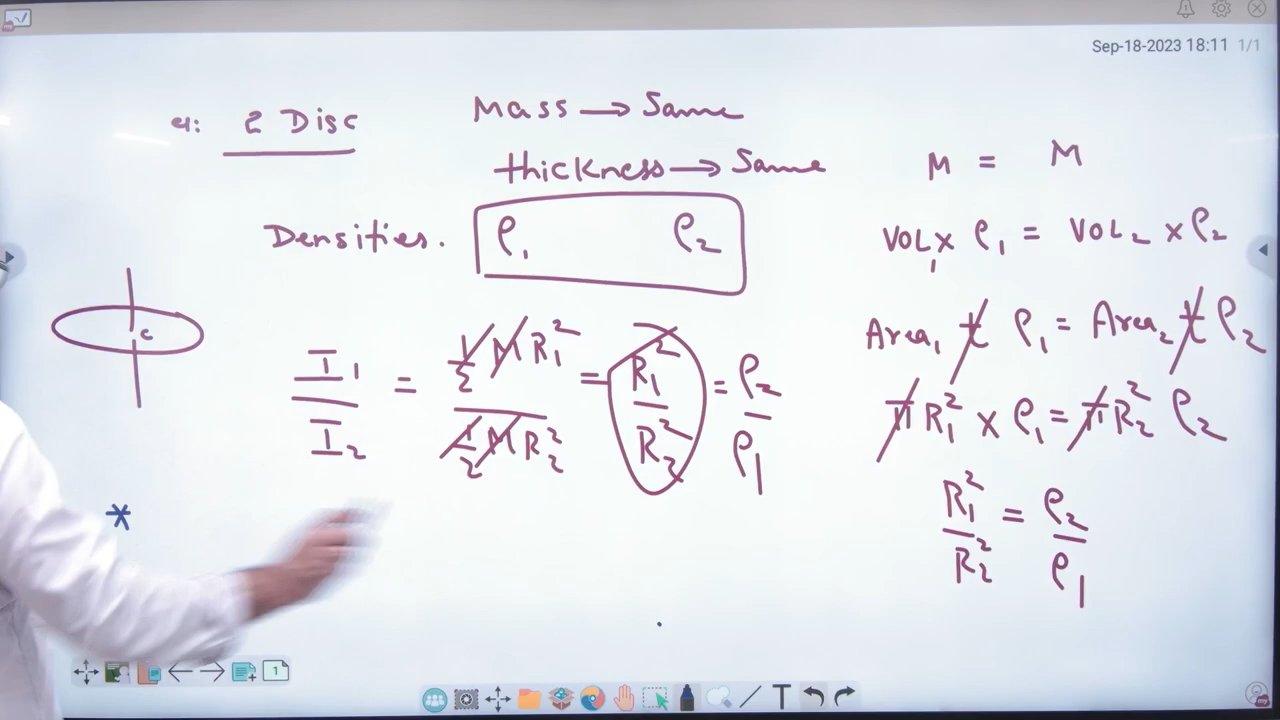 Sep-18-2023 18:11 1/1
Q: 2 Disc
Mass → Same
thickness → Same
Densities. ρ₁ ρ₂
c
I₁/I₂ = ½ M R₁² / ½ M R₂² = R₁²/R₂² = ρ₂/ρ₁
*
M = M
VOL₁ x ρ₁ = VOL₂ x ρ₂
Area₁ t ρ₁ = Area₂ t ρ₂
π R₁² x ρ₁ = π R₂² ρ₂
R₁²/R₂² = ρ₂/ρ₁
1
T